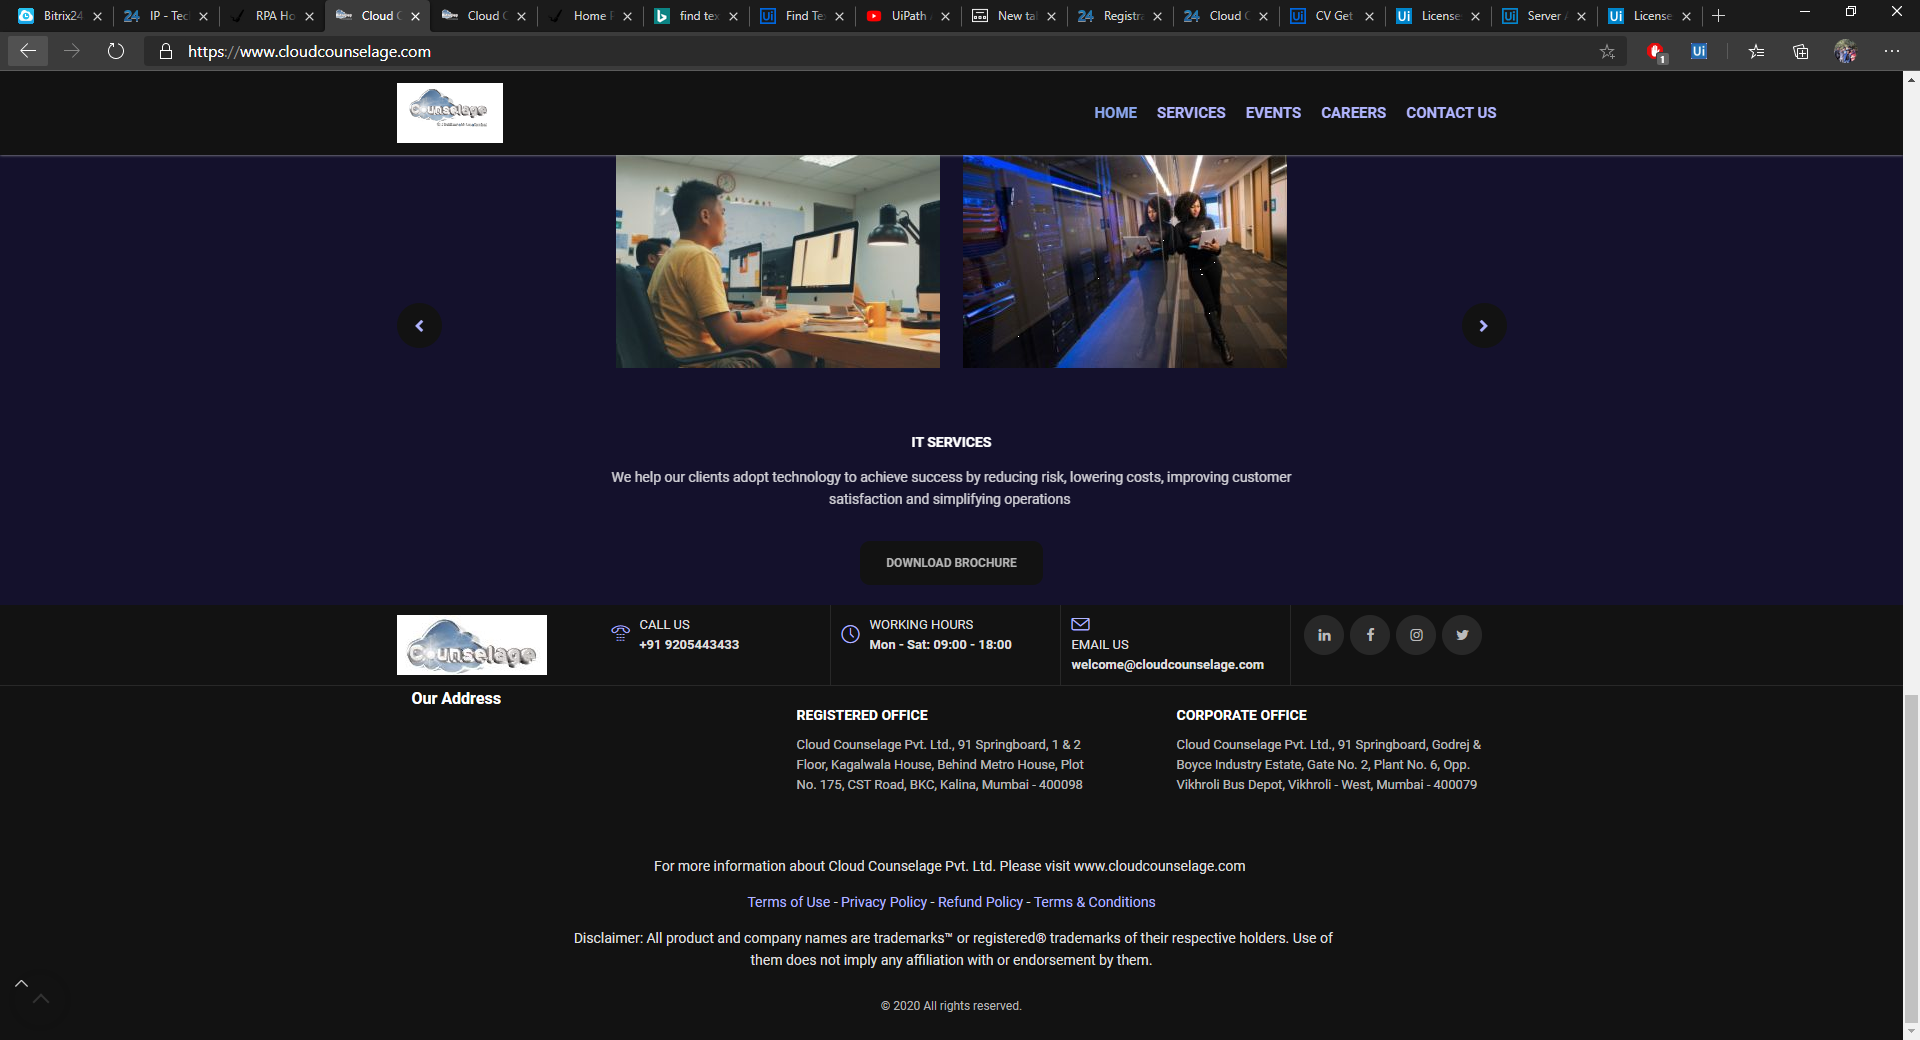 Bitrix24
IP - Tec
RPA Ho
Cloud C
Cloud C
Home P
find tex
Find Te
UiPath
New tab
Registra
Cloud C
CV Get
License
Server
License
https://www.cloudcounselage.com
1
Ui
Counselage
HOME
SERVICES
EVENTS
CAREERS
CONTACT US
IT SERVICES
We help our clients adopt technology to achieve success by reducing risk, lowering costs, improving customer
satisfaction and simplifying operations
DOWNLOAD BROCHURE
Counselage
CALL US
+91 9205443433
WORKING HOURS
Mon - Sat: 09:00 - 18:00
EMAIL US
welcome@cloudcounselage.com
Our Address
REGISTERED OFFICE
Cloud Counselage Pvt. Ltd., 91 Springboard, 1 & 2
Floor, Kagalwala House, Behind Metro House, Plot
No. 175, CST Road, BKC, Kalina, Mumbai - 400098
CORPORATE OFFICE
Cloud Counselage Pvt. Ltd., 91 Springboard, Godrej &
Boyce Industry Estate, Gate No. 2, Plant No. 6, Opp.
Vikhroli Bus Depot, Vikhroli - West, Mumbai - 400079
For more information about Cloud Counselage Pvt. Ltd. Please visit www.cloudcounselage.com
Terms of Use - Privacy Policy - Refund Policy - Terms & Conditions
Disclaimer: All product and company names are trademarks™ or registered® trademarks of their respective holders. Use of
them does not imply any affiliation with or endorsement by them.
© 2020 All rights reserved.